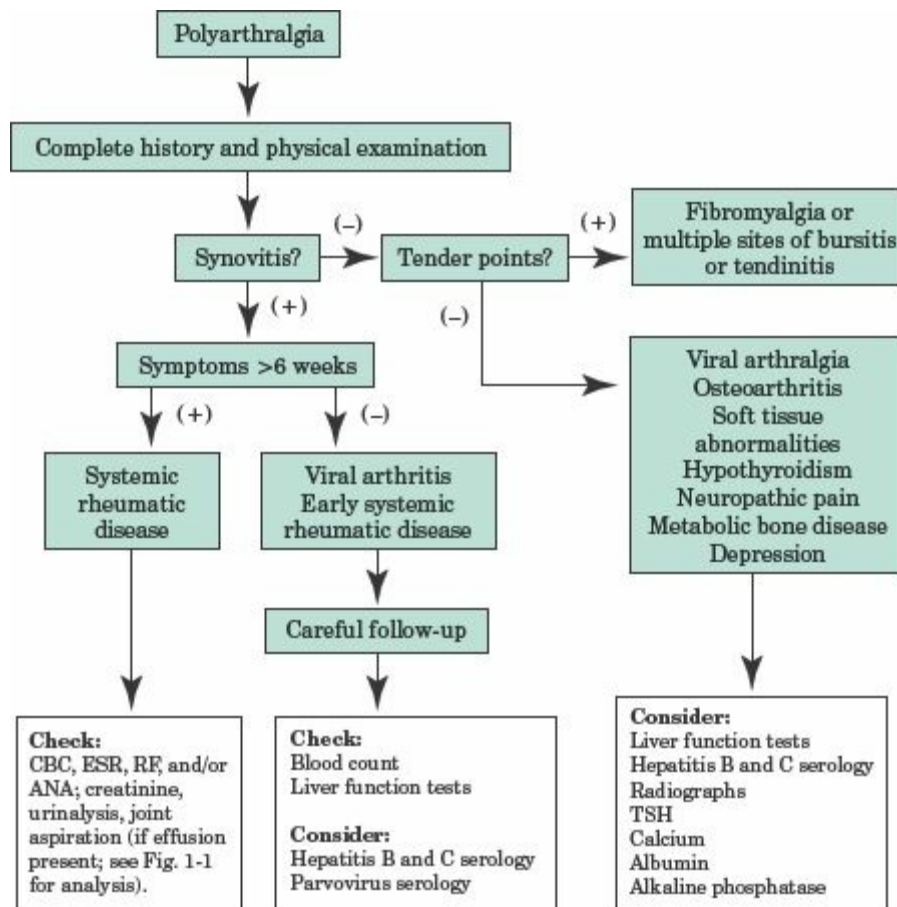 Polyarthralgia
Complete history and physical examination
Synovitis?
(–)
Tender points?
(+)
Fibromyalgia or
multiple sites of bursitis
or tendinitis
(+)
(–)
Symptoms >6 weeks
(+)
(–)
Systemic
rheumatic
disease
Viral arthritis
Early systemic
rheumatic disease
Viral arthralgia
Osteoarthritis
Soft tissue
abnormalities
Hypothyroidism
Neuropathic pain
Metabolic bone disease
Depression
Careful follow-up
Check:
CBC, ESR, RF, and/or
ANA; creatinine,
urinalysis, joint
aspiration (if effusion
present; see Fig. 1-1
for analysis).
Check:
Blood count
Liver function tests
Consider:
Hepatitis B and C serology
Parvovirus serology
Consider:
Liver function tests
Hepatitis B and C serology
Radiographs
TSH
Calcium
Albumin
Alkaline phosphatase